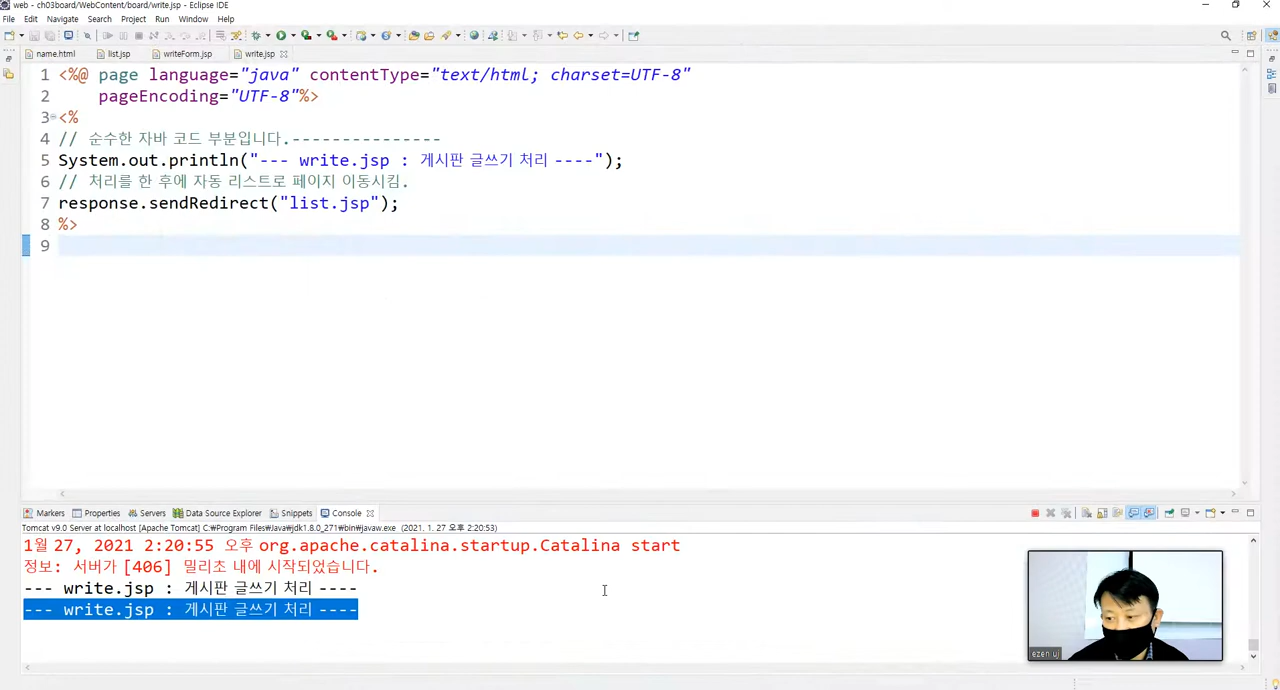 web - ch03board/WebContent/board/write.jsp - Eclipse IDE
File Edit Navigate Search Project Run Window Help
name.html list.jsp writeForm.jsp write.jsp
1 <%@ page language="java" contentType="text/html; charset=UTF-8"
2 pageEncoding="UTF-8"%>
3 <%
4 // 순수한 자바 코드 부분입니다.---------------
5 System.out.println("--- write.jsp : 게시판 글쓰기 처리 ----");
6 // 처리를 한 후에 자동 리스트로 페이지 이동시킴.
7 response.sendRedirect("list.jsp");
8 %>
9
Markers Properties Servers Data Source Explorer Snippets Console
Tomcat v9.0 Server at localhost [Apache Tomcat] C:₩Program Files₩Java₩jdk1.8.0_271₩bin₩javaw.exe (2021. 1. 27 오후 2:20:53)
1월 27, 2021 2:20:55 오후 org.apache.catalina.startup.Catalina start
정보: 서버가 [406] 밀리초 내에 시작되었습니다.
--- write.jsp : 게시판 글쓰기 처리 ----
--- write.jsp : 게시판 글쓰기 처리 ----
ezen uj